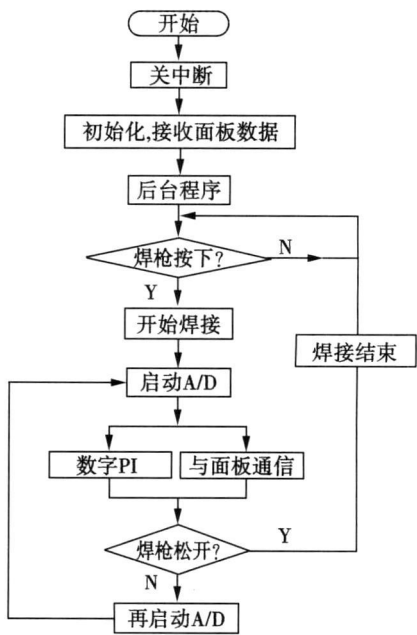 开始
关中断
初始化,接收面板数据
后台程序
焊枪按下?
N
Y
开始焊接
焊接结束
启动A/D
数字PI
与面板通信
焊枪松开?
Y
N
再启动A/D